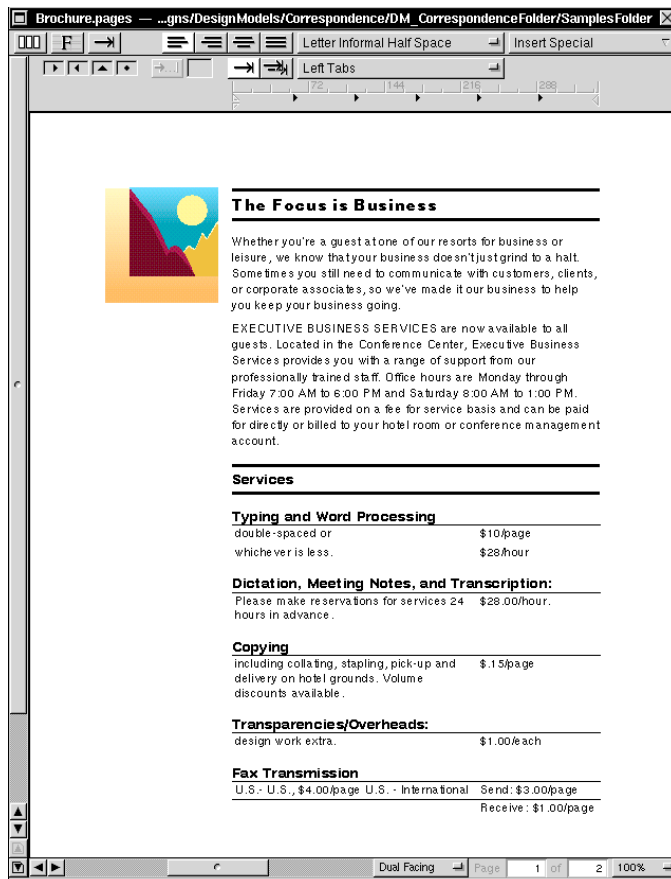 Brochure.pages — ...gns/DesignModels/Correspondence/DM_CorrespondenceFolder/SamplesFolder
F Letter Informal Half Space Insert Special
Left Tabs
72 144 216 288
The Focus is Business
Whether you're a guest at one of our resorts for business or
leisure, we know that your business doesn't just grind to a halt.
Sometimes you still need to communicate with customers, clients,
or corporate associates, so we've made it our business to help
you keep your business going.
EXECUTIVE BUSINESS SERVICES are now available to all
guests. Located in the Conference Center, Executive Business
Services provides you with a range of support from our
professionally trained staff. Office hours are Monday through
Friday 7:00 AM to 6:00 PM and Saturday 8:00 AM to 1:00 PM.
Services are provided on a fee for service basis and can be paid
for directly or billed to your hotel room or conference management
account.
Services
Typing and Word Processing
double-spaced or $10/page
whichever is less. $28/hour
Dictation, Meeting Notes, and Transcription:
Please make reservations for services 24 $28.00/hour.
hours in advance.
Copying
including collating, stapling, pick-up and $.15/page
delivery on hotel grounds. Volume
discounts available.
Transparencies/Overheads:
design work extra. $1.00/each
Fax Transmission
U.S.- U.S., $4.00/page U.S. - International Send: $3.00/page
Receive: $1.00/page
Dual Facing Page 1 of 2 100%